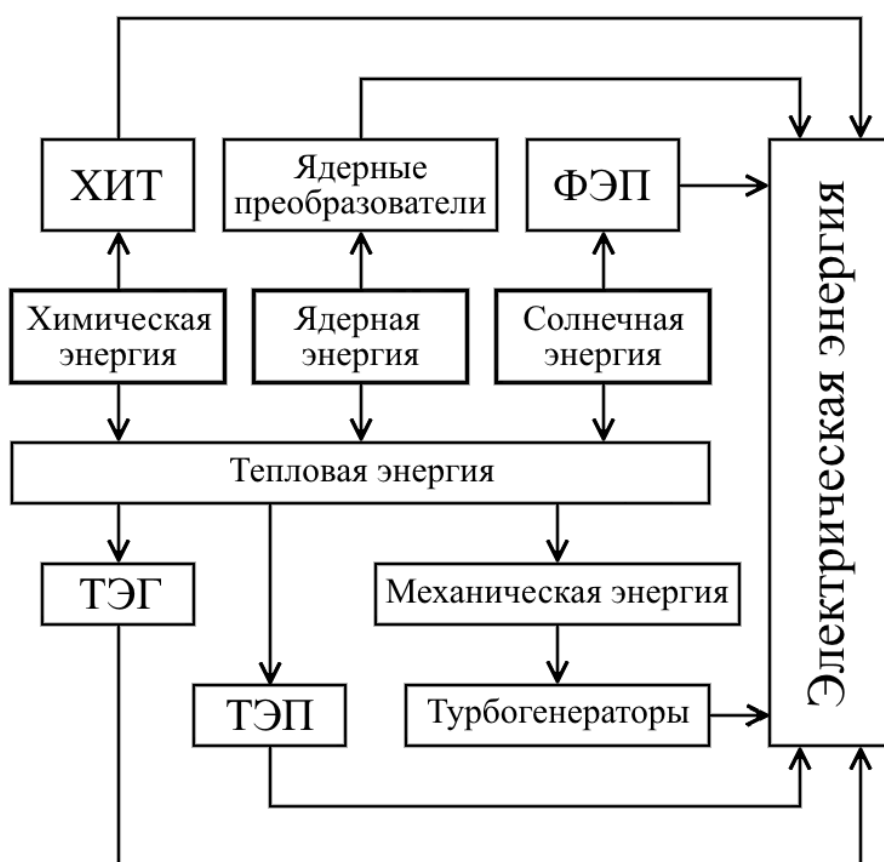 ХИТ
Ядерные
преобразователи
ФЭП
Химическая
энергия
Ядерная
энергия
Солнечная
энергия
Тепловая энергия
ТЭГ
Механическая энергия
ТЭП
Турбогенераторы
Электрическая энергия